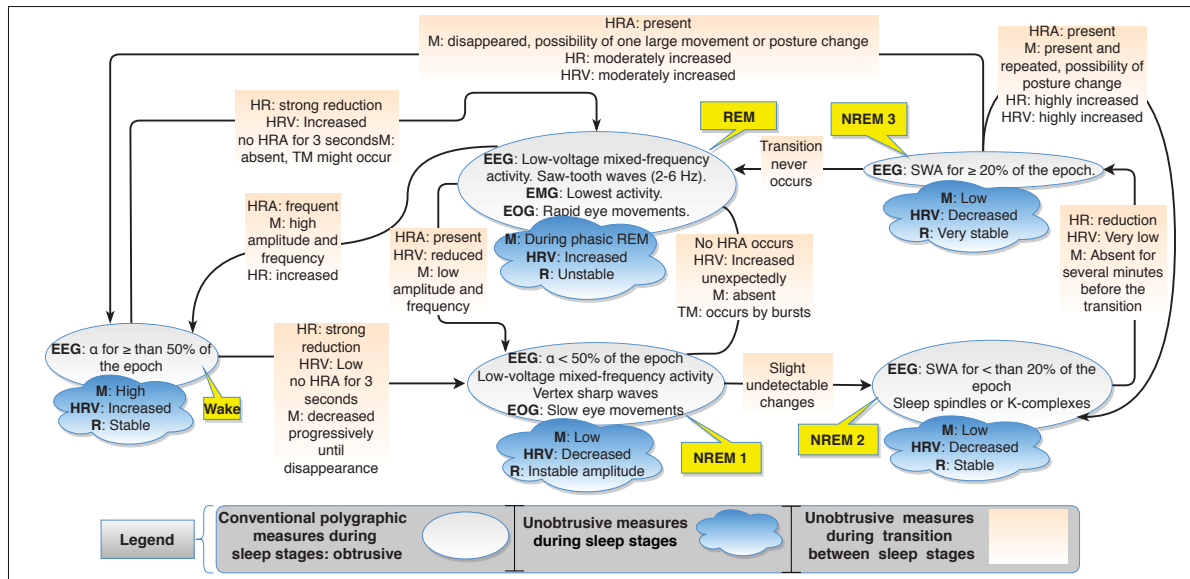 HRA: present
M: disappeared, possibility of one large movement or posture change
HR: moderately increased
HRV: moderately increased
HRA: present
M: present and
repeated, possibility of
posture change
HR: highly increased
HRV: highly increased
HR: strong reduction
HRV: Increased
no HRA for 3 secondsM:
absent, TM might occur
REM
NREM 3
EEG: Low-voltage mixed-frequency
activity. Saw-tooth waves (2-6 Hz).
EMG: Lowest activity.
EOG: Rapid eye movements.
M: During phasic REM
HRV: Increased
R: Unstable
Transition
never
occurs
EEG: SWA for ≥ 20% of the epoch.
M: Low
HRV: Decreased
R: Very stable
HRA: frequent
M: high
amplitude and
frequency
HR: increased
HRA: present
HRV: reduced
M: low
amplitude and
frequency
No HRA occurs
HRV: Increased
unexpectedly
M: absent
TM: occurs by bursts
HR: reduction
HRV: Very low
M: Absent for
several minutes
before the
transition
EEG: α for ≥ than 50% of
the epoch
M: High
HRV: Increased
R: Stable
Wake
HR: strong
reduction
HRV: Low
no HRA for 3
seconds
M: decreased
progressively
until
disappearance
EEG: α < 50% of the epoch
Low-voltage mixed-frequency activity
Vertex sharp waves
EOG: Slow eye movements
M: Low
HRV: Decreased
R: Instable amplitude
NREM 1
Slight
undetectable
changes
EEG: SWA for < than 20% of the
epoch
Sleep spindles or K-complexes
M: Low
HRV: Decreased
R: Stable
NREM 2
Legend
Conventional polygraphic
measures during
sleep stages: obtrusive
Unobtrusive measures
during sleep stages
Unobtrusive measures
during transition
between sleep stages